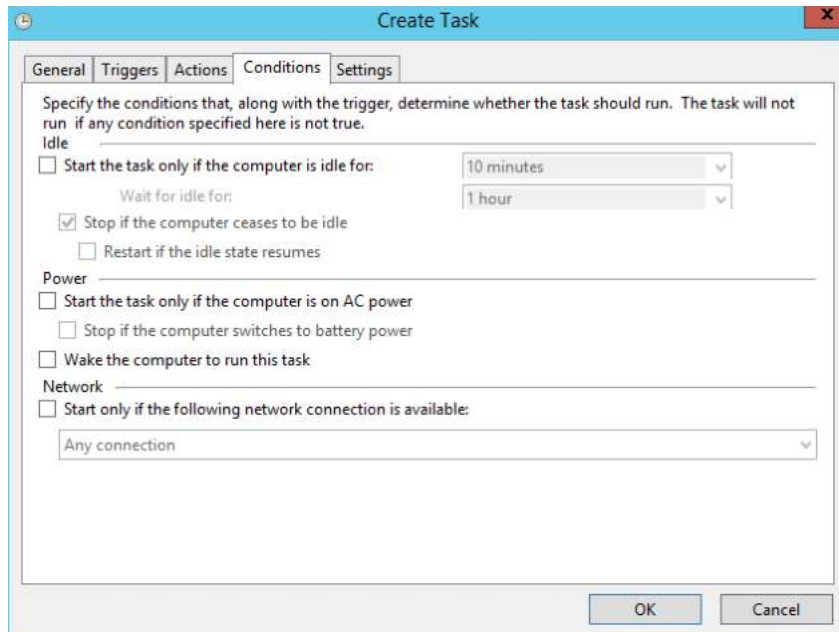 Create Task
X
General Triggers Actions Conditions Settings
Specify the conditions that, along with the trigger, determine whether the task should run. The task will not
run if any condition specified here is not true.
Idle
Start the task only if the computer is idle for: 10 minutes
Wait for idle for: 1 hour
Stop if the computer ceases to be idle
Restart if the idle state resumes
Power
Start the task only if the computer is on AC power
Stop if the computer switches to battery power
Wake the computer to run this task
Network
Start only if the following network connection is available:
Any connection
OK Cancel